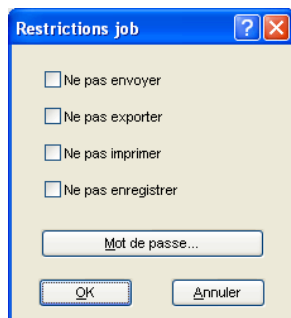 Restrictions job
Ne pas envoyer
Ne pas exporter
Ne pas imprimer
Ne pas enregistrer
Mot de passe...
OK
Annuler